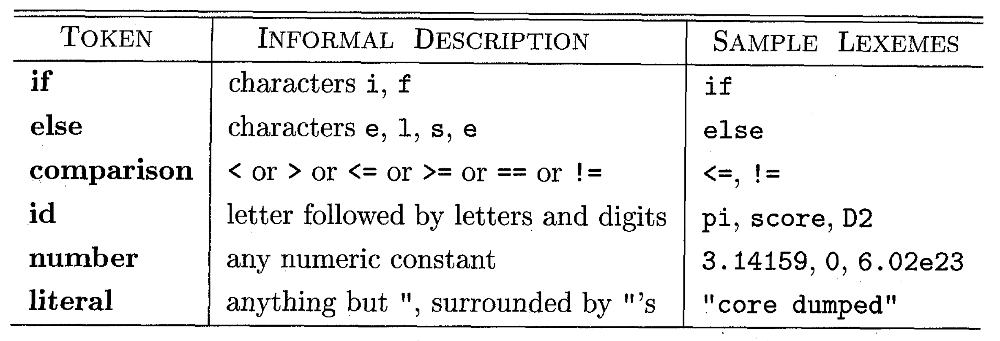 TOKEN INFORMAL DESCRIPTION SAMPLE LEXEMES
if characters i, f if
else characters e, l, s, e else
comparison < or > or <= or >= or == or != <=, !=
id letter followed by letters and digits pi, score, D2
number any numeric constant 3.14159, 0, 6.02e23
literal anything but ", surrounded by "'s "core dumped"